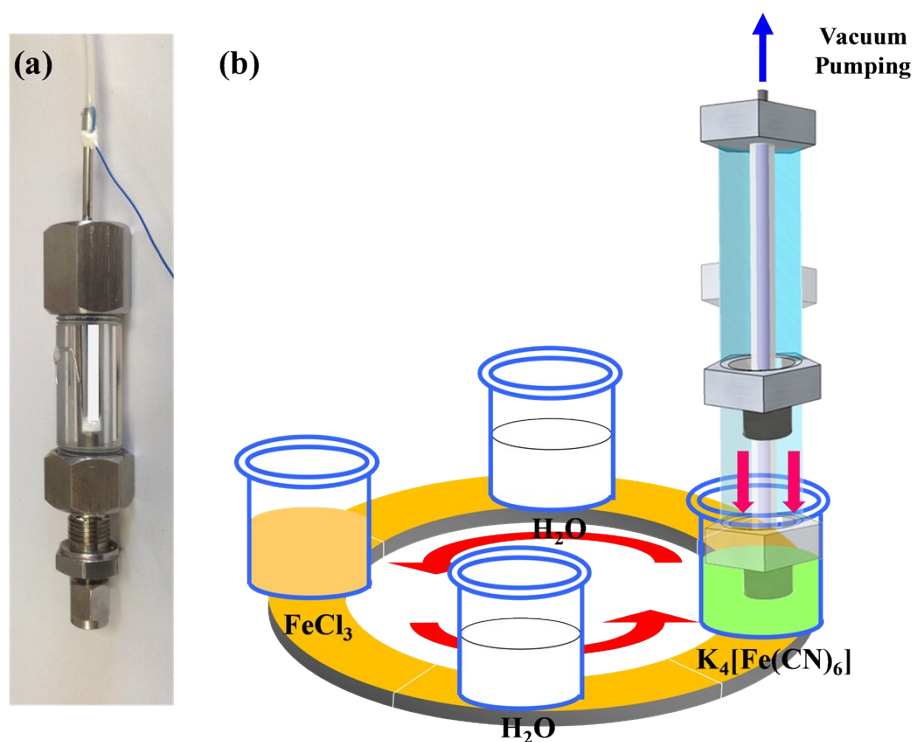 (a)
(b)
Vacuum
Pumping
H₂O
FeCl₃
K₄[Fe(CN)₆]
H₂O